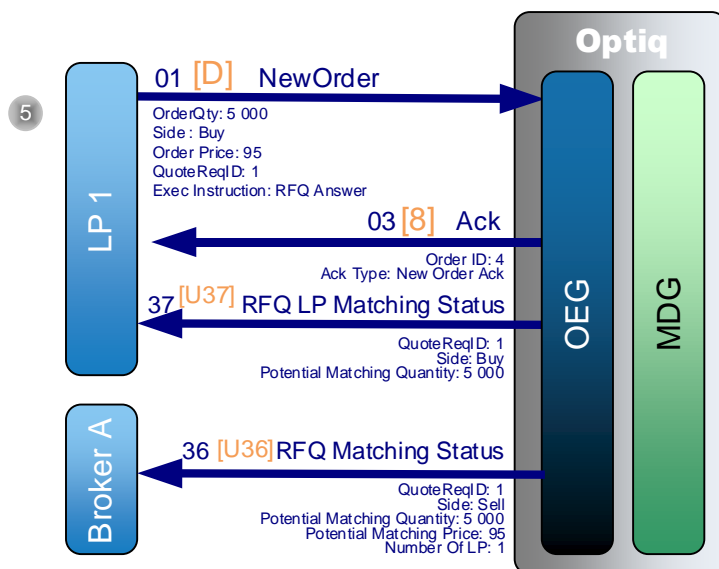 Optiq
5
LP 1
01 [D] NewOrder
OrderQty: 5 000
Side : Buy
Order Price: 95
QuoteReqID: 1
Exec Instruction: RFQ Answer
03 [8] Ack
Order ID: 4
Ack Type: New Order Ack
37 [U37] RFQ LP Matching Status
QuoteReqID: 1
Side: Buy
Potential Matching Quantity: 5 000
OEG
MDG
Broker A
36 [U36] RFQ Matching Status
QuoteReqID: 1
Side: Sell
Potential Matching Quantity: 5 000
Potential Matching Price: 95
Number Of LP: 1